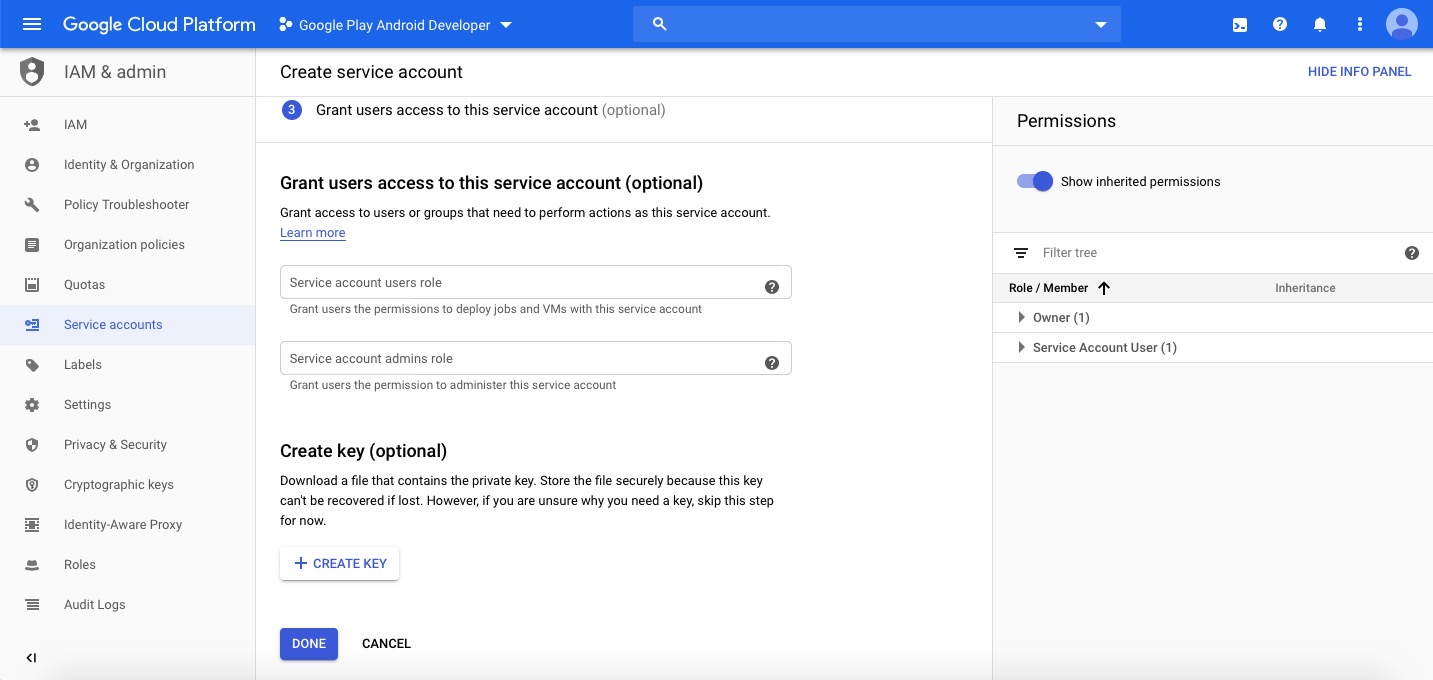 Google Cloud Platform
Google Play Android Developer
IAM & admin
Create service account
HIDE INFO PANEL
IAM
Identity & Organization
Policy Troubleshooter
Organization policies
Quotas
Service accounts
Labels
Settings
Privacy & Security
Cryptographic keys
Identity-Aware Proxy
Roles
Audit Logs
3 Grant users access to this service account (optional)
Grant users access to this service account (optional)
Grant access to users or groups that need to perform actions as this service account.
Learn more
Service account users role
Grant users the permissions to deploy jobs and VMs with this service account
Service account admins role
Grant users the permission to administer this service account
Create key (optional)
Download a file that contains the private key. Store the file securely because this key
can't be recovered if lost. However, if you are unsure why you need a key, skip this step
for now.
CREATE KEY
DONE
CANCEL
Permissions
Show inherited permissions
Filter tree
Role / Member
Inheritance
Owner (1)
Service Account User (1)